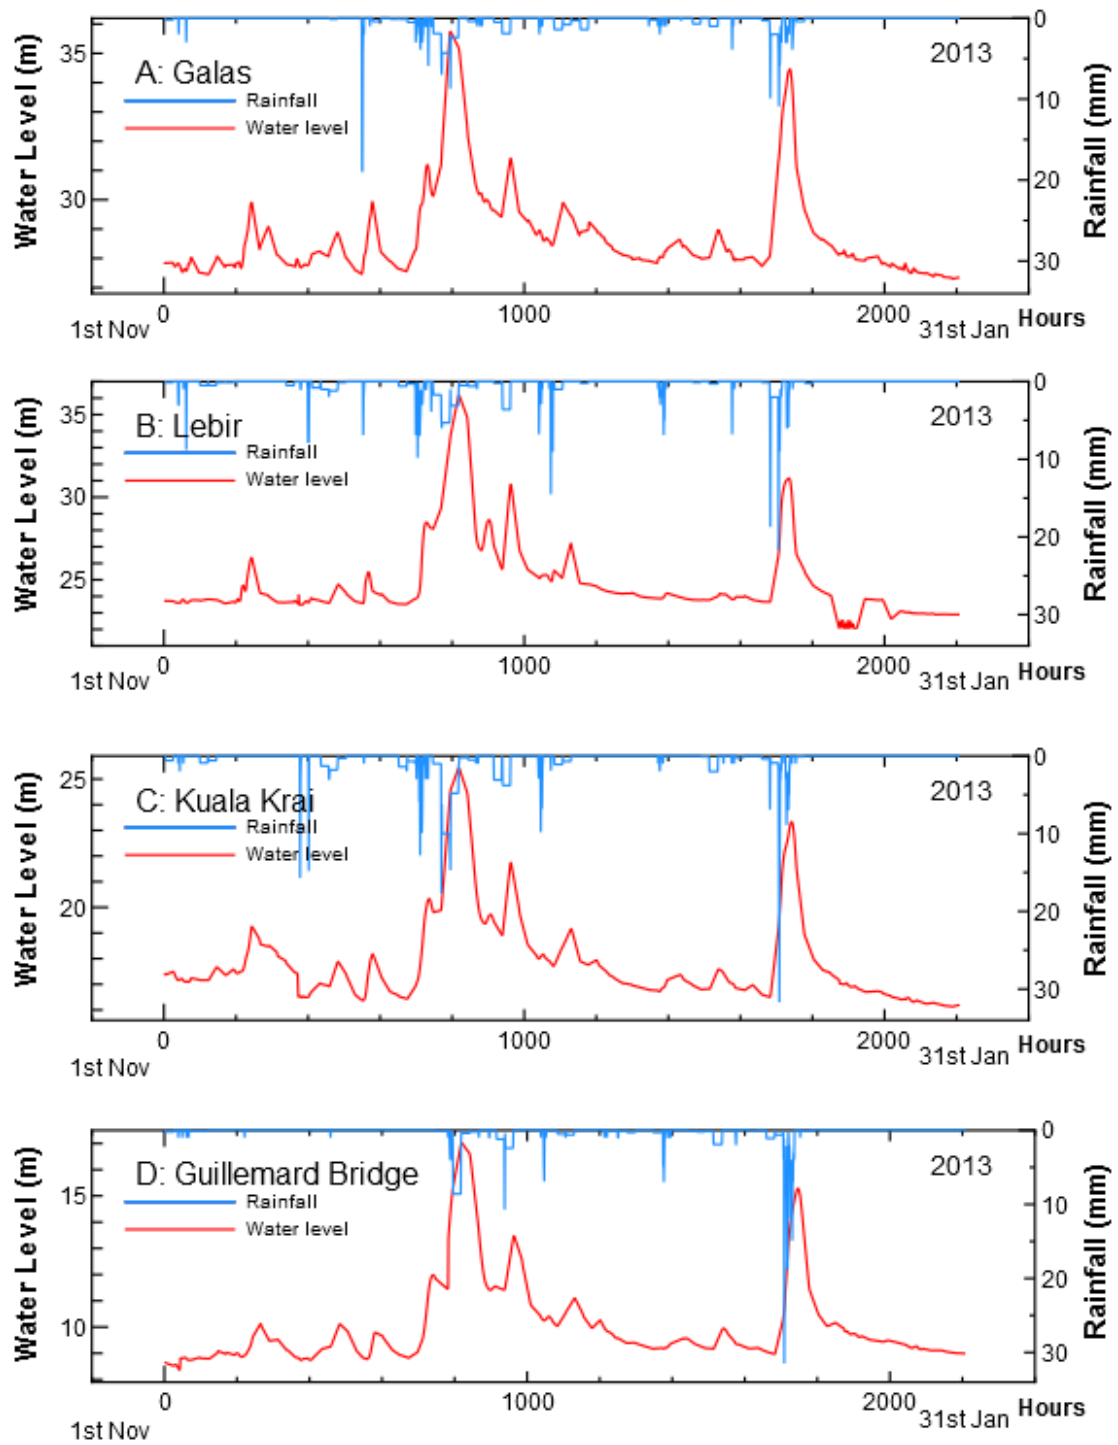 Water Level (m)
35
30
A: Galas
Rainfall
Water level
2013
0
10
20
30
Rainfall (mm)
0
1000
2000
Hours
1st Nov
31st Jan
Water Level (m)
35
30
25
B: Lebir
Rainfall
Water level
2013
0
10
20
30
Rainfall (mm)
0
1000
2000
Hours
1st Nov
31st Jan
Water Level (m)
25
20
C: Kuala Krai
Rainfall
Water level
2013
0
10
20
30
Rainfall (mm)
0
1000
2000
Hours
1st Nov
31st Jan
Water Level (m)
15
10
D: Guillemard Bridge
Rainfall
Water level
2013
0
10
20
30
Rainfall (mm)
0
1000
2000
Hours
1st Nov
31st Jan